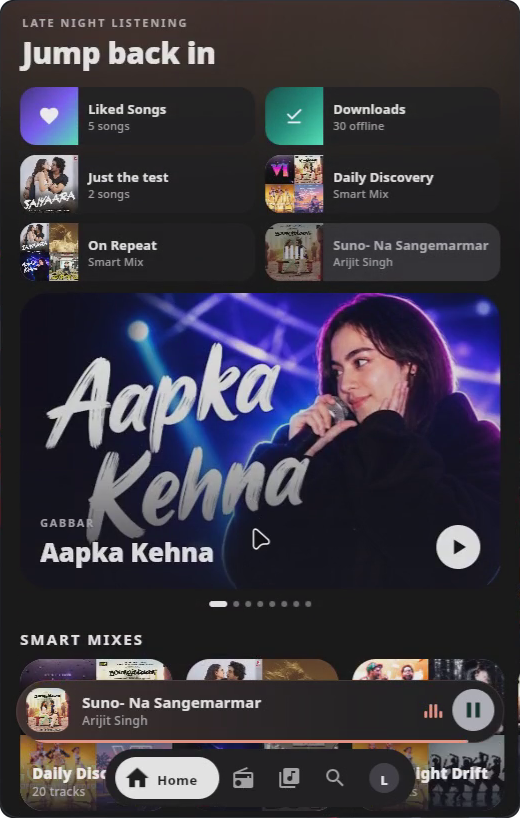 LATE NIGHT LISTENING
Jump back in
Liked Songs
5 songs
Downloads
30 offline
SAIYAARA
Just the test
2 songs
VI
Daily Discovery
Smart Mix
On Repeat
Smart Mix
Suno- Na Sangemarmar
Arijit Singh
Aapka
Kehna
GABBAR
Aapka Kehna
SMART MIXES
Suno- Na Sangemarmar
Arijit Singh
Daily Disc
ight Drift
20 tracks
Home
L